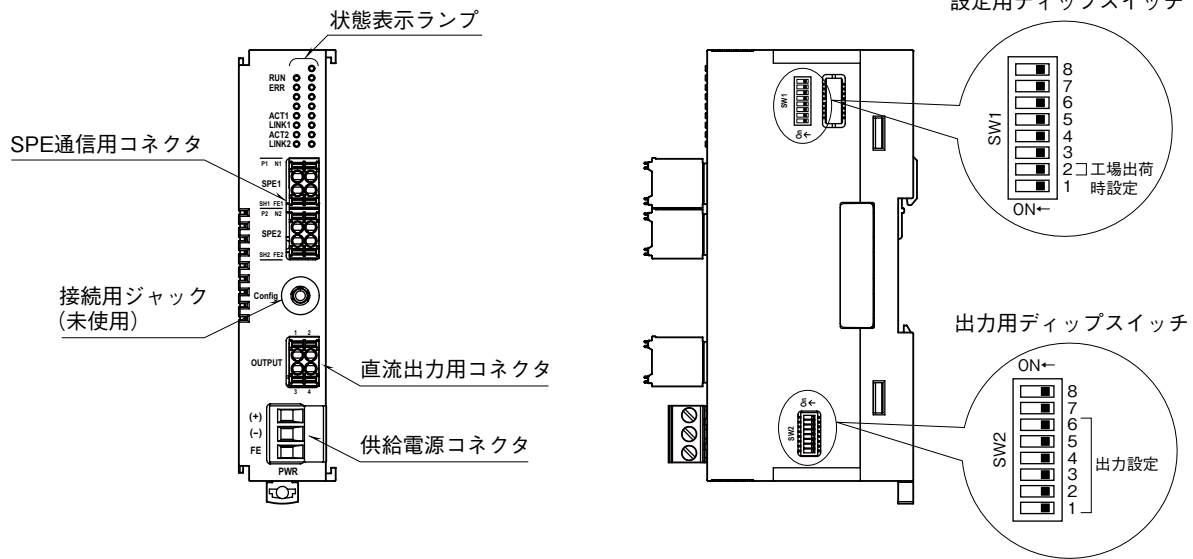 状態表示ランプ
RUN
ERR
ACT1
LINK1
ACT2
LINK2
SPE通信用コネクタ
P1 N1
SPE1
SH1 FE1
P2 N2
SPE2
SH2 FE2
接続用ジャック
(未使用)
Config
1 2
OUTPUT
3 4
直流出力用コネクタ
(+)
(−)
FE
PWR
供給電源コネクタ
SW1
On←
SW2
On←
設定用ディップスイッチ
SW1
8
7
6
5
4
3
2
1
工場出荷
時設定
ON←
出力用ディップスイッチ
ON←
SW2
8
7
6
5
4
3
2
1
出力設定